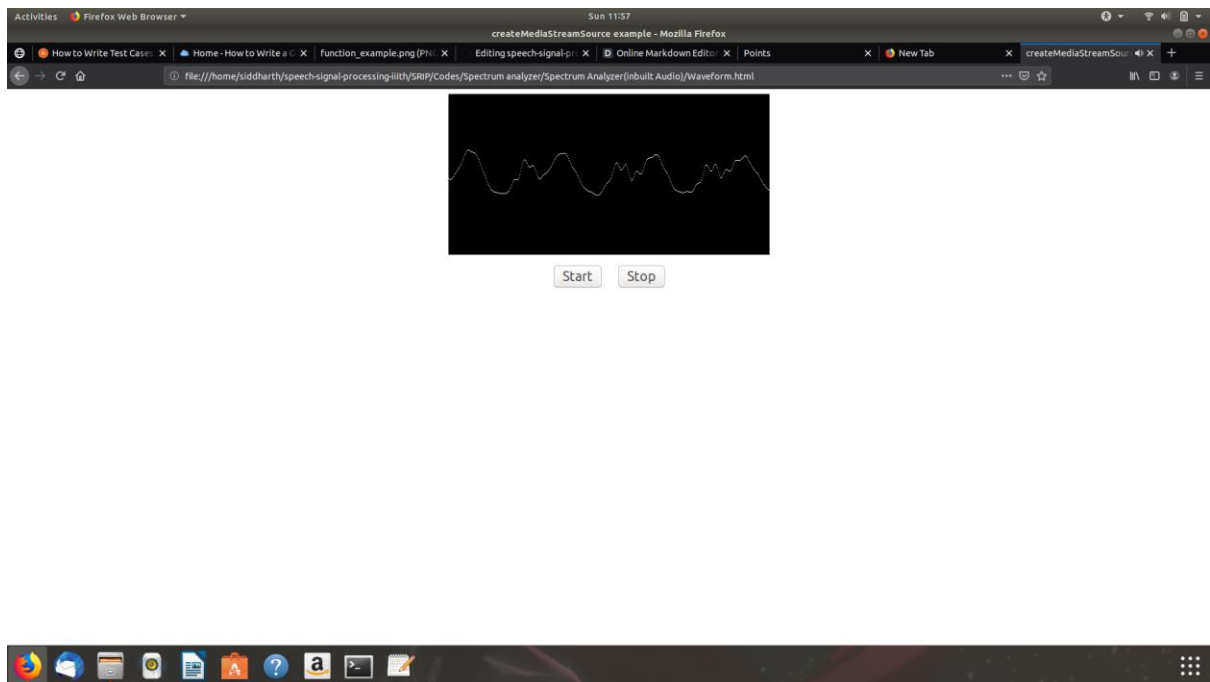 Activities Firefox Web Browser Sun 11:57
createMediaStreamSource example - Mozilla Firefox
How to Write Test Cases Home - How to Write a G function_example.png (PNG Editing speech-signal-pro Online Markdown Editor Points New Tab createMediaStreamSour
file:///home/siddharth/speech-signal-processing-iiith/SRIP/Codes/Spectrum analyzer/Spectrum Analyzer(inbuilt Audio)/Waveform.html
Start Stop